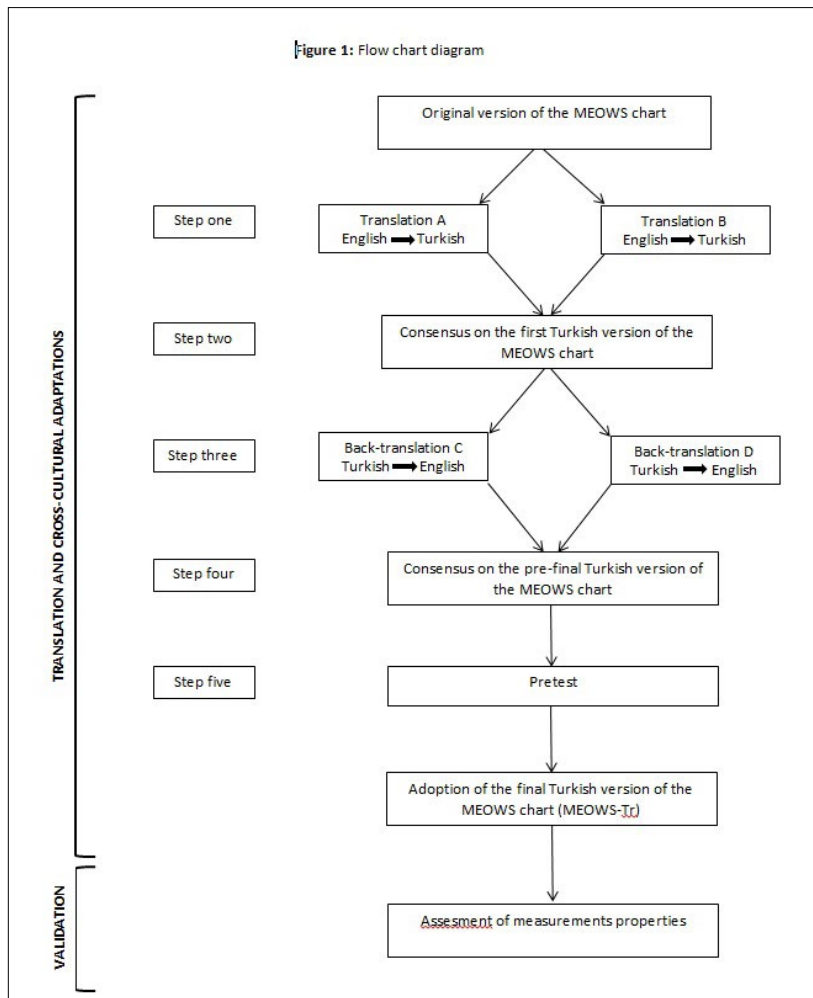 Figure 1: Flow chart diagram
TRANSLATION AND CROSS-CULTURAL ADAPTATIONS
Original version of the MEOWS chart
Step one
Translation A
English → Turkish
Translation B
English → Turkish
Step two
Consensus on the first Turkish version of the
MEOWS chart
Step three
Back-translation C
Turkish → English
Back-translation D
Turkish → English
Step four
Consensus on the pre-final Turkish version of
the MEOWS chart
Step five
Pretest
Adoption of the final Turkish version of the
MEOWS chart (MEOWS-Tr)
VALIDATION
Assesment of measurements properties